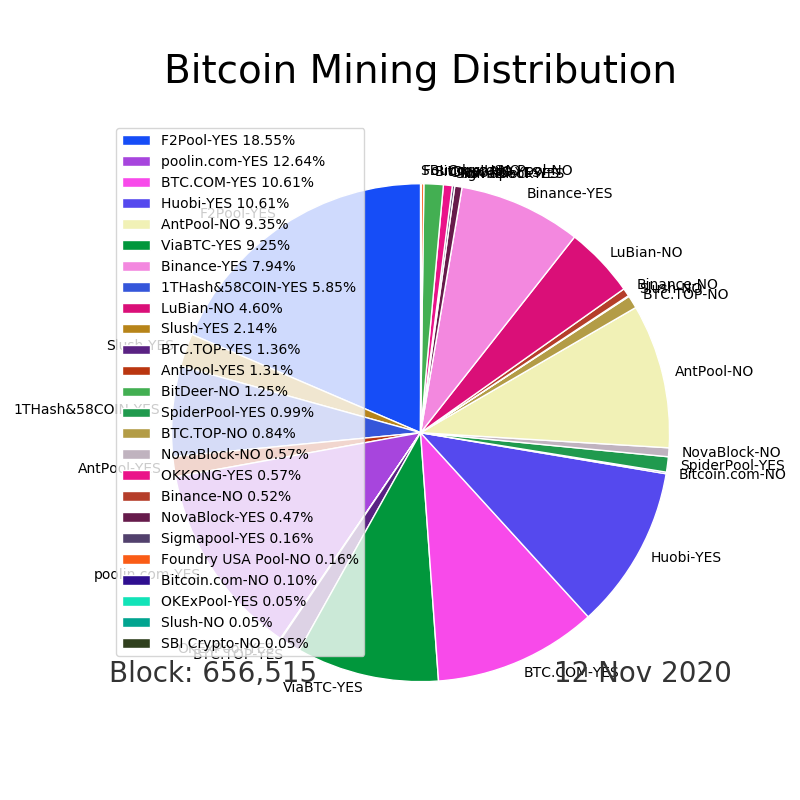 Bitcoin Mining Distribution
F2Pool-YES 18.55%
poolin.com-YES 12.64%
BTC.COM-YES 10.61%
Huobi-YES 10.61%
AntPool-NO 9.35%
ViaBTC-YES 9.25%
Binance-YES 7.94%
1THash&58COIN-YES 5.85%
LuBian-NO 4.60%
Slush-YES 2.14%
BTC.TOP-YES 1.36%
AntPool-YES 1.31%
BitDeer-NO 1.25%
SpiderPool-YES 0.99%
BTC.TOP-NO 0.84%
NovaBlock-NO 0.57%
OKKONG-YES 0.57%
Binance-NO 0.52%
NovaBlock-YES 0.47%
Sigmapool-YES 0.16%
Foundry USA Pool-NO 0.16%
Bitcoin.com-NO 0.10%
OKExPool-YES 0.05%
Slush-NO 0.05%
SBI Crypto-NO 0.05%
Binance-YES
LuBian-NO
Binance-NO
Slush-NO
BTC.TOP-NO
AntPool-NO
NovaBlock-NO
SpiderPool-YES
Bitcoin.com-NO
Huobi-YES
BTC.COM-YES
ViaBTC-YES
BTC.TOP-YES
poolin.com-YES
AntPool-YES
1THash&58COIN-YES
Slush-YES
F2Pool-YES
Block: 656,515
12 Nov 2020